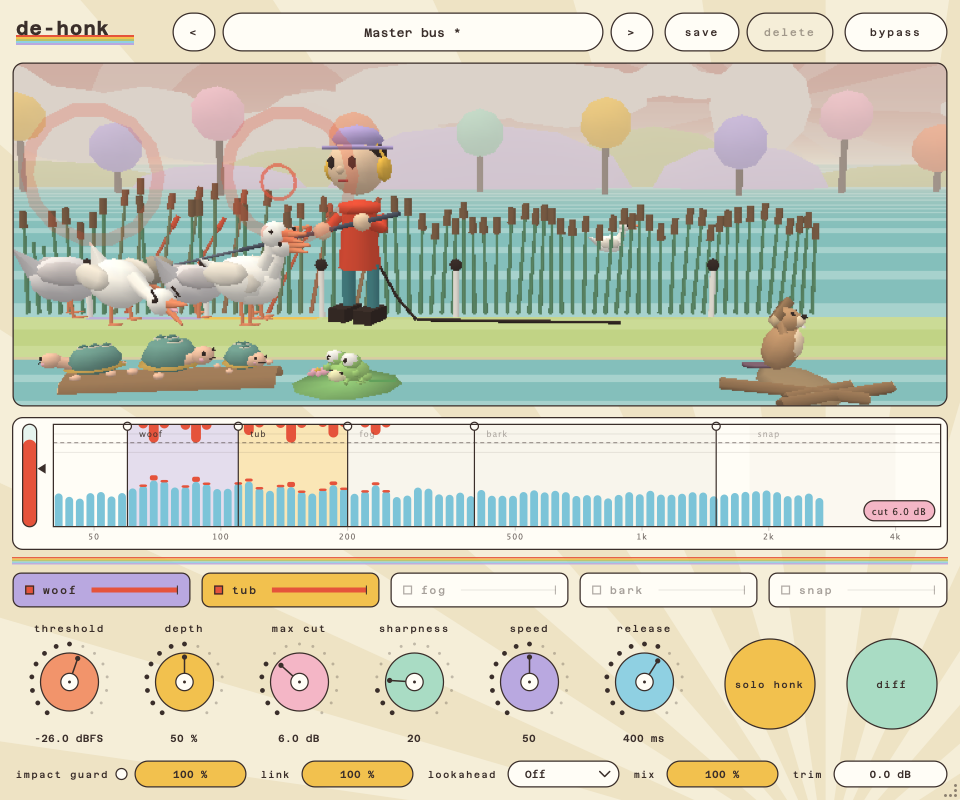 de-honk
< Master bus * > save delete bypass
woof tub fog bark snap
cut 6.0 dB
50 100 200 500 1k 2k 4k
woof tub fog bark snap
threshold depth max cut sharpness speed release
solo honk diff
-26.0 dBFS 50 % 6.0 dB 20 50 400 ms
impact guard 100 % link 100 % lookahead Off mix 100 % trim 0.0 dB